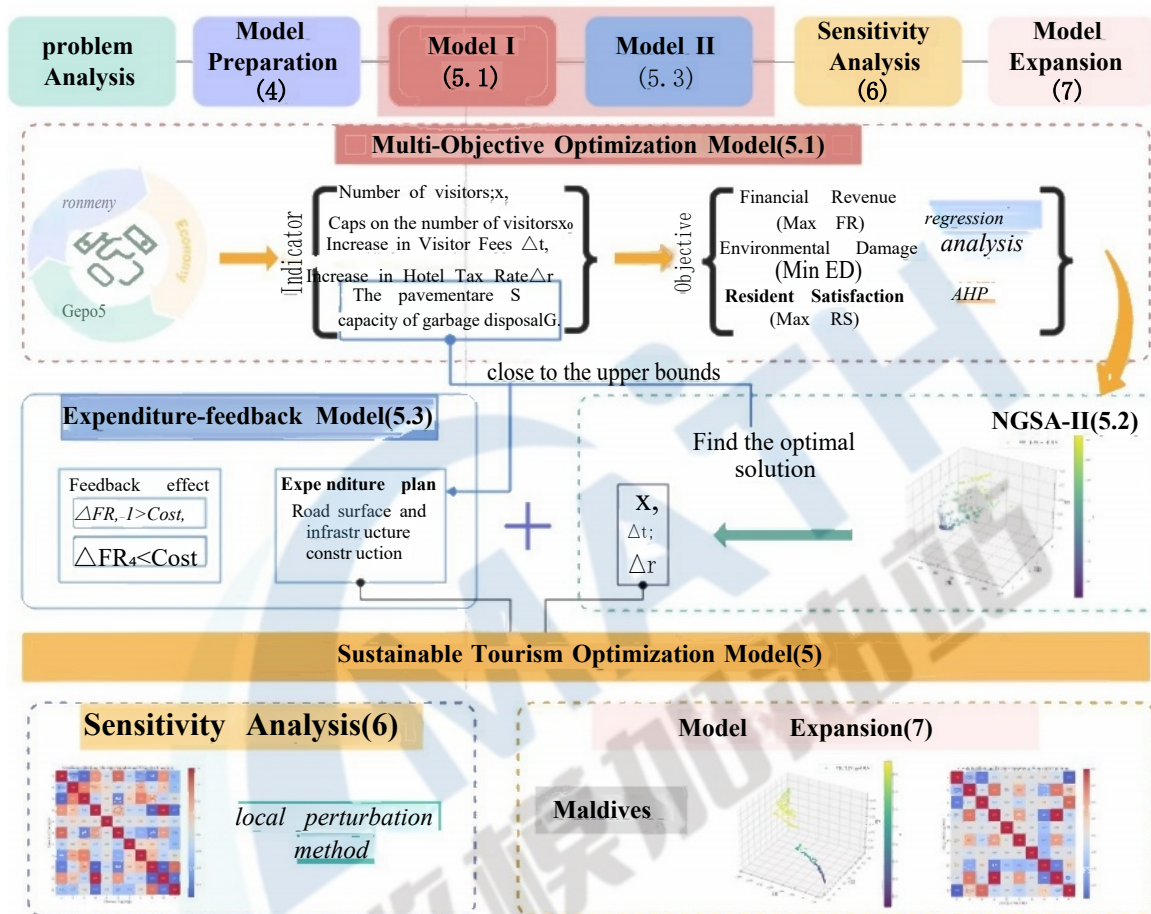 problem
Analysis
Model
Preparation
(4)
Model I
(5.1)
Model II
(5.3)
Sensitivity
Analysis
(6)
Model
Expansion
(7)
Multi-Objective Optimization Model(5.1)
ronmeny
Economy
Gepo5
Indicator
Number of visitors;x,
Caps on the number of visitorsx₀
Increase in Visitor Fees △t,
Increase in Hotel Tax Rate△r
The pavementare S
capacity of garbage disposalG.
Objective
Financial Revenue
(Max FR)
Environmental Damage
(Min ED)
Resident Satisfaction
(Max RS)
regression
analysis
AHP
close to the upper bounds
Expenditure-feedback Model(5.3)
Feedback effect
△FR,-1>Cost,
△FR₄<Cost
Expe nditure plan
Road surface and
infrastr ucture
constr uction
+
x,
△t;
△r
Find the optimal
solution
NGSA-II(5.2)
Sustainable Tourism Optimization Model(5)
Sensitivity Analysis(6)
local perturbation
method
Model Expansion(7)
Maldives
MATH